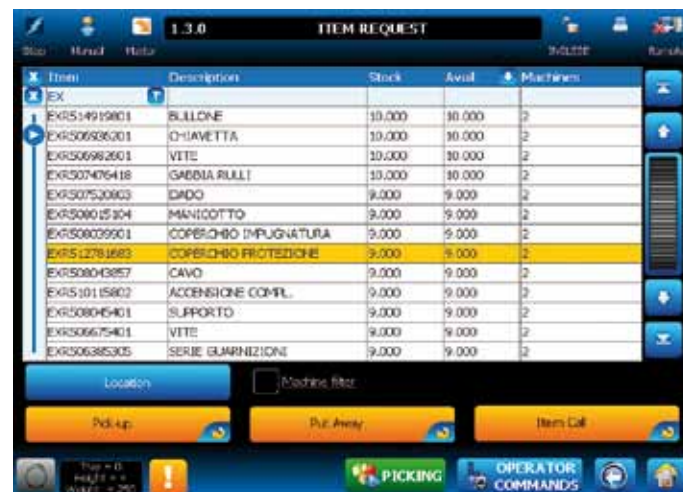 1.3.0 ITEM REQUEST
Manual
Item Description Stock Avail Machines
EX
EXR514919801 BULLONE 10.000 10.000 2
EXR506936201 CHIAVETTA 10.000 10.000 2
EXR506982601 VITE 10.000 10.000 2
EXR507476418 GABBIA RULLI 10.000 10.000 2
EXR507520803 DADO 9.000 9.000 2
EXR508015104 MANICOTTO 9.000 9.000 2
EXR508039901 COPERCHIO IMPUGNATURA 9.000 9.000 2
EXR512781683 COPERCHIO PROTEZIONE 9.000 9.000 2
EXR508043857 CAVO 9.000 9.000 2
EXR510115802 ACCENSIONE COMPL. 9.000 9.000 2
EXR508045401 SUPPORTO 9.000 9.000 2
EXR506675401 VITE 9.000 9.000 2
EXR506385305 SERIE GUARNIZIONI 9.000 9.000 2
Location Machine filter
Pick-up Put Away Item Call
PICKING OPERATOR
COMMANDS